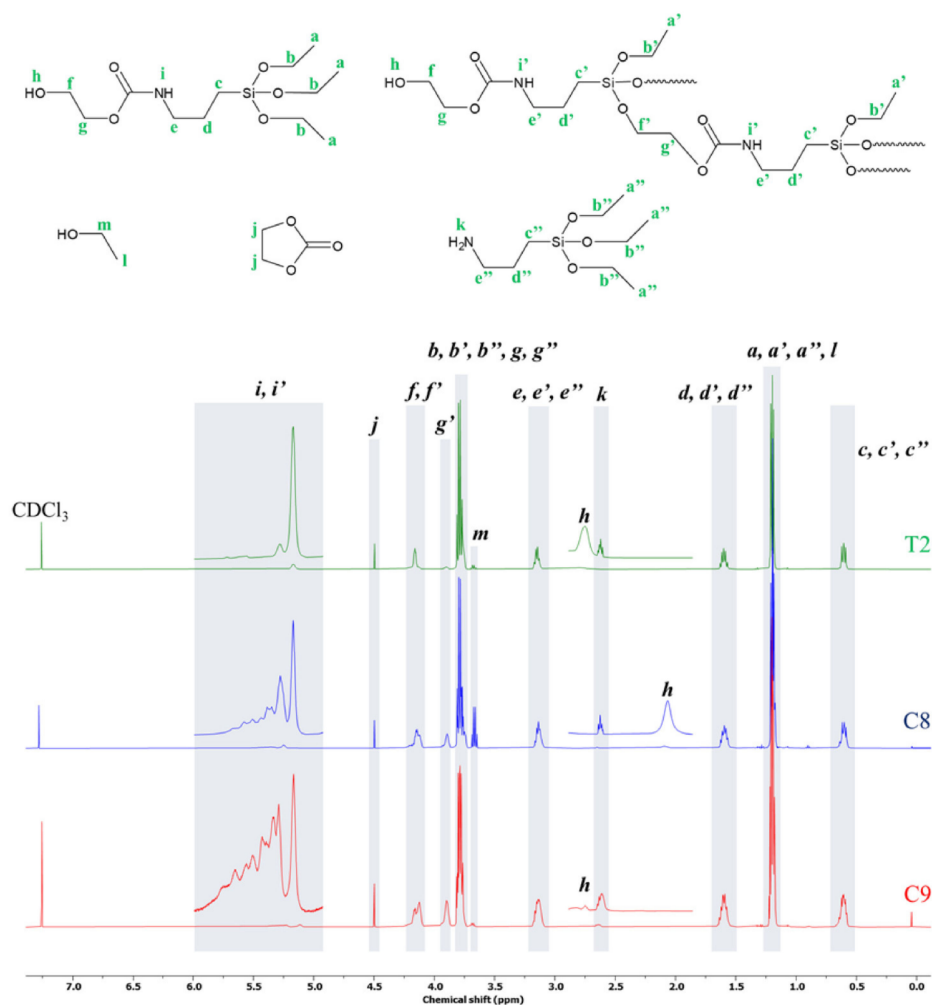 a
a'
b
b'
h
f
i
c
a
h
f
i'
c'
a'
HO
O
NH
Si
O
HO
O
NH
Si
O
b'
b
O
O
f'
O
i'
c'
g
O
e
d
O
g
O
e'
d'
g'
NH
Si
O
b
a
O
e'
d'
O
a''
b''
a''
m
j
O
k
c''
O
HO
O
H₂N
Si
O
b''
l
j
O
e''
d''
O
b''
a''
b, b', b'', g, g''
a, a', a'', l
i, i'
f, f'
e, e', e''
k
d, d', d''
j
g'
c, c', c''
CDCl₃
m
h
T2
h
C8
h
C9
7.0 6.5 6.0 5.5 5.0 4.5 4.0 3.5 3.0 2.5 2.0 1.5 1.0 0.5 -0.1
Chemical shift (ppm)